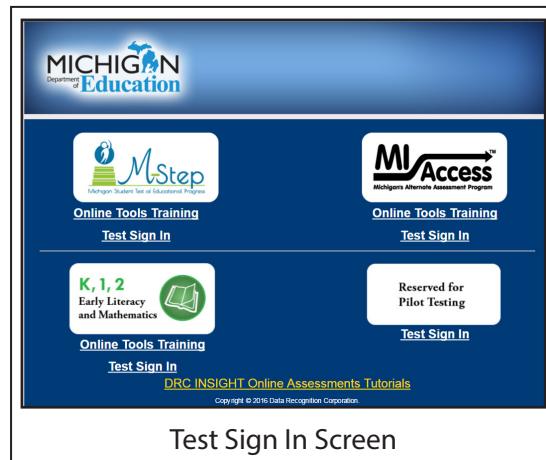 MICHIGAN
Department of Education
M-Step
Michigan Student Test of Educational Progress
Online Tools Training
Test Sign In
MI Access™
Michigan's Alternate Assessment Program
Online Tools Training
Test Sign In
K, 1, 2
Early Literacy
and Mathematics
Online Tools Training
Test Sign In
Reserved for
Pilot Testing
Test Sign In
DRC INSIGHT Online Assessments Tutorials
Copyright © 2016 Data Recognition Corporation.
Test Sign In Screen